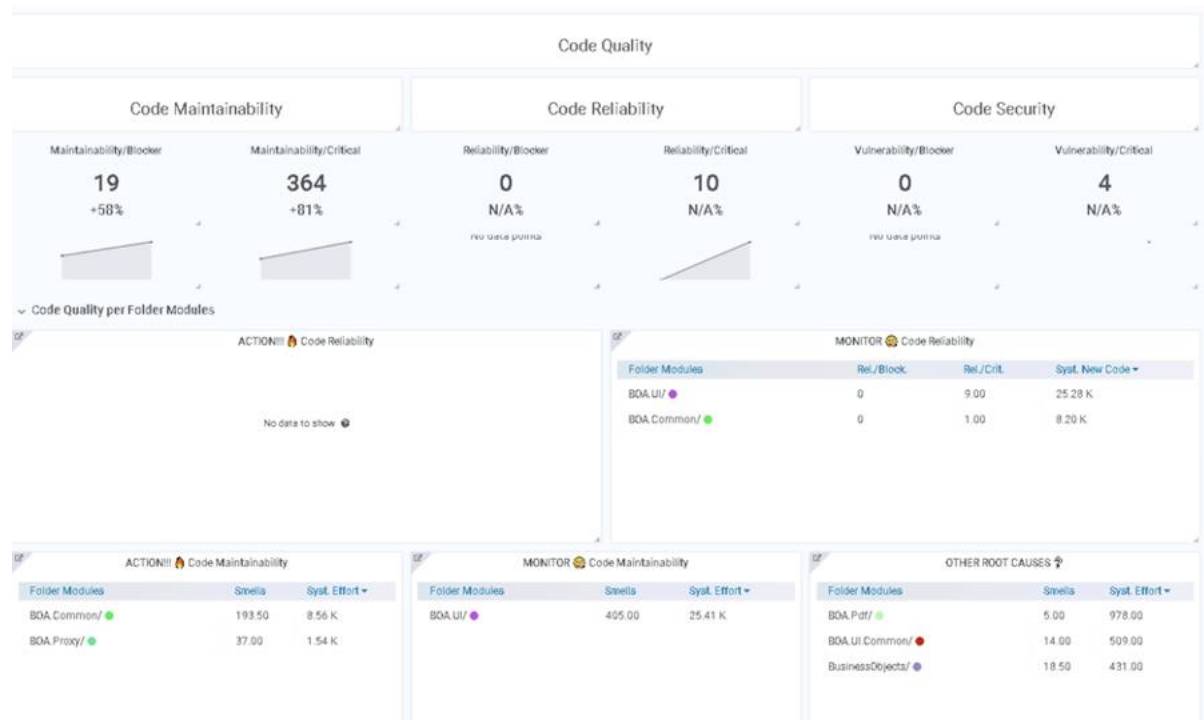 Code Quality
Code Maintainability
Code Reliability
Code Security
Maintainability/Blocker
Maintainability/Critical
Reliability/Blocker
Reliability/Critical
Vulnerability/Blocker
Vulnerability/Critical
19
364
0
10
0
4
+58%
+81%
N/A%
N/A%
N/A%
N/A%
No data points
No data points
Code Quality per Folder Modules
ACTION!!! 🔥 Code Reliability
No data to show
MONITOR 🧐 Code Reliability
Folder Modules Rel./Block. Rel./Crit. Syst. New Code
BDA.UI/ 0 9.00 25.28 K
BDA.Common/ 0 1.00 8.20 K
ACTION!!! 🔥 Code Maintainability
Folder Modules Smells Syst. Effort
BDA.Common/ 193.50 8.56 K
BDA.Proxy/ 37.00 1.54 K
MONITOR 🧐 Code Maintainability
Folder Modules Smells Syst. Effort
BDA.UI/ 405.00 25.41 K
OTHER ROOT CAUSES ❓
Folder Modules Smells Syst. Effort
BDA.Pdf/ 5.00 978.00
BDA.UI.Common/ 14.00 509.00
BusinessObjects/ 18.50 431.00